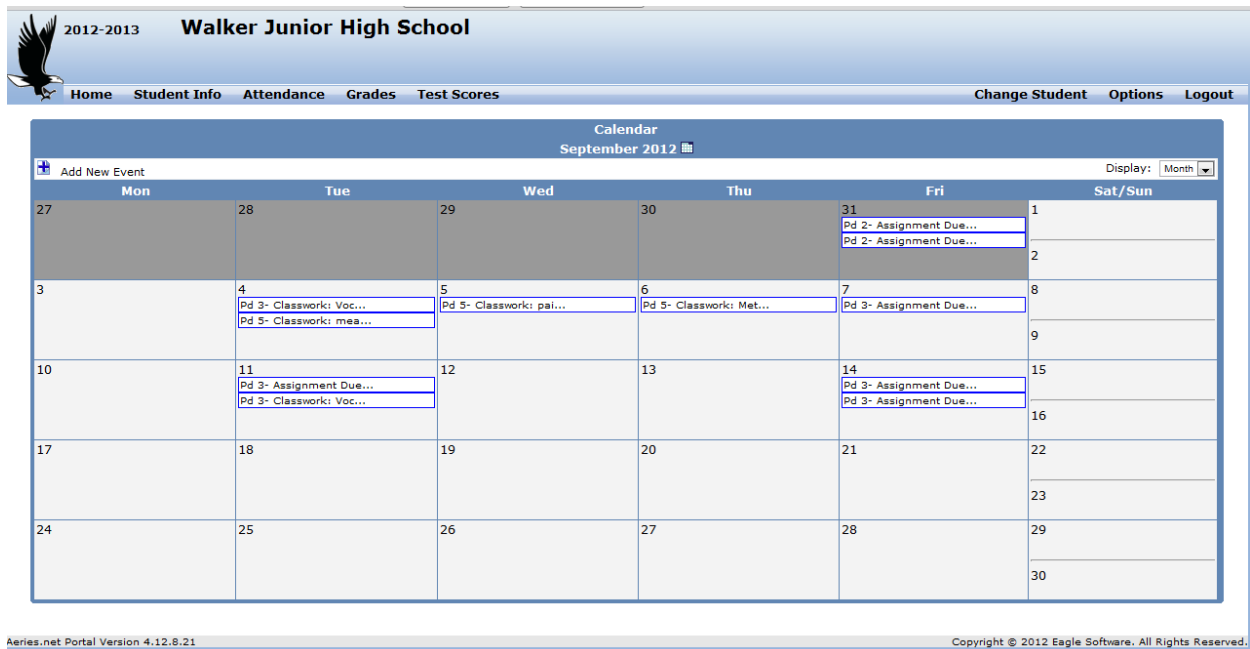 2012-2013 Walker Junior High School
Home Student Info Attendance Grades Test Scores Change Student Options Logout
Calendar
September 2012
Add New Event Display: Month
Mon Tue Wed Thu Fri Sat/Sun
27 28 29 30 31 1
Pd 2- Assignment Due...
Pd 2- Assignment Due...
2
3 4 5 6 7 8
Pd 3- Classwork: Voc... Pd 5- Classwork: pai... Pd 5- Classwork: Met... Pd 3- Assignment Due...
Pd 5- Classwork: mea...
9
10 11 12 13 14 15
Pd 3- Assignment Due... Pd 3- Assignment Due...
Pd 3- Classwork: Voc... Pd 3- Assignment Due...
16
17 18 19 20 21 22
23
24 25 26 27 28 29
30
Aeries.net Portal Version 4.12.8.21 Copyright © 2012 Eagle Software. All Rights Reserved.